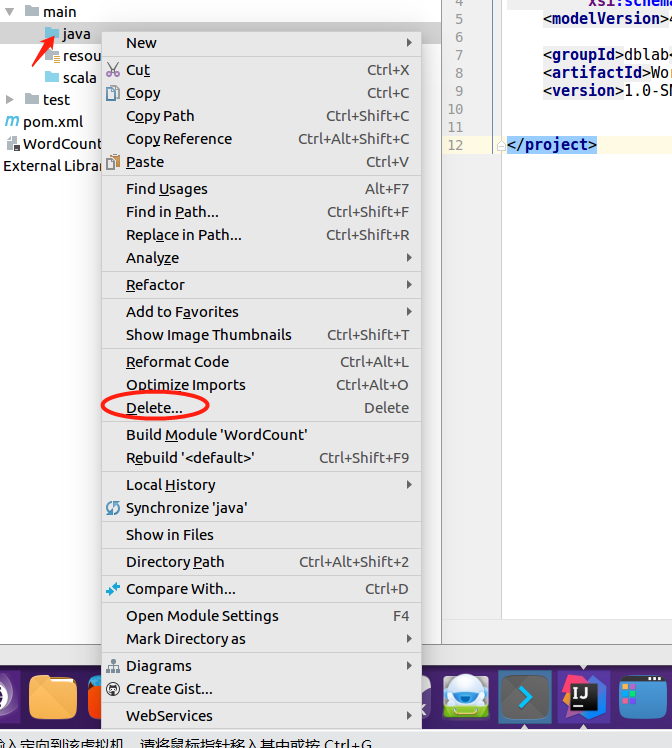 main
java
resou
scala
test
pom.xml
WordCount
External Librar
New
Cut Ctrl+X
Copy Ctrl+C
Copy Path Ctrl+Shift+C
Copy Reference Ctrl+Alt+Shift+C
Paste Ctrl+V
Find Usages Alt+F7
Find in Path... Ctrl+Shift+F
Replace in Path... Ctrl+Shift+R
Analyze
Refactor
Add to Favorites
Show Image Thumbnails Ctrl+Shift+T
Reformat Code Ctrl+Alt+L
Optimize Imports Ctrl+Alt+O
Delete... Delete
Build Module 'WordCount'
Rebuild '<default>' Ctrl+Shift+F9
Local History
Synchronize 'java'
Show in Files
Directory Path Ctrl+Alt+Shift+2
Compare With... Ctrl+D
Open Module Settings F4
Mark Directory as
Diagrams
Create Gist...
WebServices
4 xsi:schema
5 <modelVersion>4
6
7 <groupId>dblab<
8 <artifactId>Wor
9 <version>1.0-SN
10
11
12 </project>
IJ
输入定向到该虚拟机，请将鼠标指针移入其中或按 Ctrl+G。